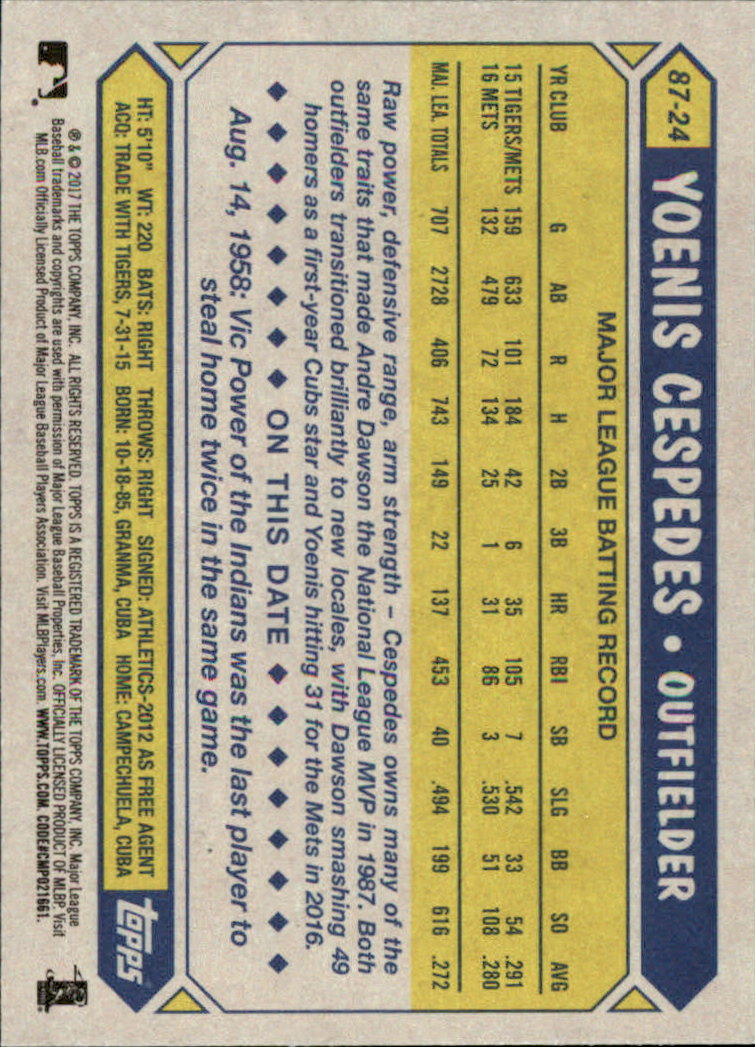 87-24
YOENIS CESPEDES • OUTFIELDER
MAJOR LEAGUE BATTING RECORD
YR CLUB G AB R H 2B 3B HR RBI SB SLG BB SO AVG
15 TIGERS/METS 159 633 101 184 42 6 35 105 7 .542 33 54 .291
16 METS 132 479 72 134 25 1 31 86 3 .530 51 108 .280
MAJ. LEA. TOTALS 707 2728 406 743 149 22 137 453 40 .494 199 616 .272
Raw power, defensive range, arm strength – Cespedes owns many of the
same traits that made Andre Dawson the National League MVP in 1987. Both
outfielders transitioned brilliantly to new locales, with Dawson smashing 49
homers as a first-year Cubs star and Yoenis hitting 31 for the Mets in 2016.
◆ ◆ ◆ ◆ ◆ ◆ ◆ ◆ ON THIS DATE ◆ ◆ ◆ ◆ ◆ ◆ ◆ ◆
Aug. 14, 1958: Vic Power of the Indians was the last player to
steal home twice in the same game.
HT: 5'10" WT: 220 BATS: RIGHT THROWS: RIGHT SIGNED: ATHLETICS-2012 AS FREE AGENT
ACQ: TRADE WITH TIGERS, 7-31-15 BORN: 10-18-85, GRANMA, CUBA HOME: CAMPECHUELA, CUBA
topps
® & © 2017 THE TOPPS COMPANY, INC. ALL RIGHTS RESERVED. TOPPS IS A REGISTERED TRADEMARK OF THE TOPPS COMPANY, INC. Major League
Baseball trademarks and copyrights are used with permission of Major League Baseball Properties, Inc. OFFICIALLY LICENSED PRODUCT OF MLBP Visit
MLB.com Officially Licensed Product of Major League Baseball Players Association. Visit MLBPlayers.com. WWW.TOPPS.COM. CODE#CMP021661.